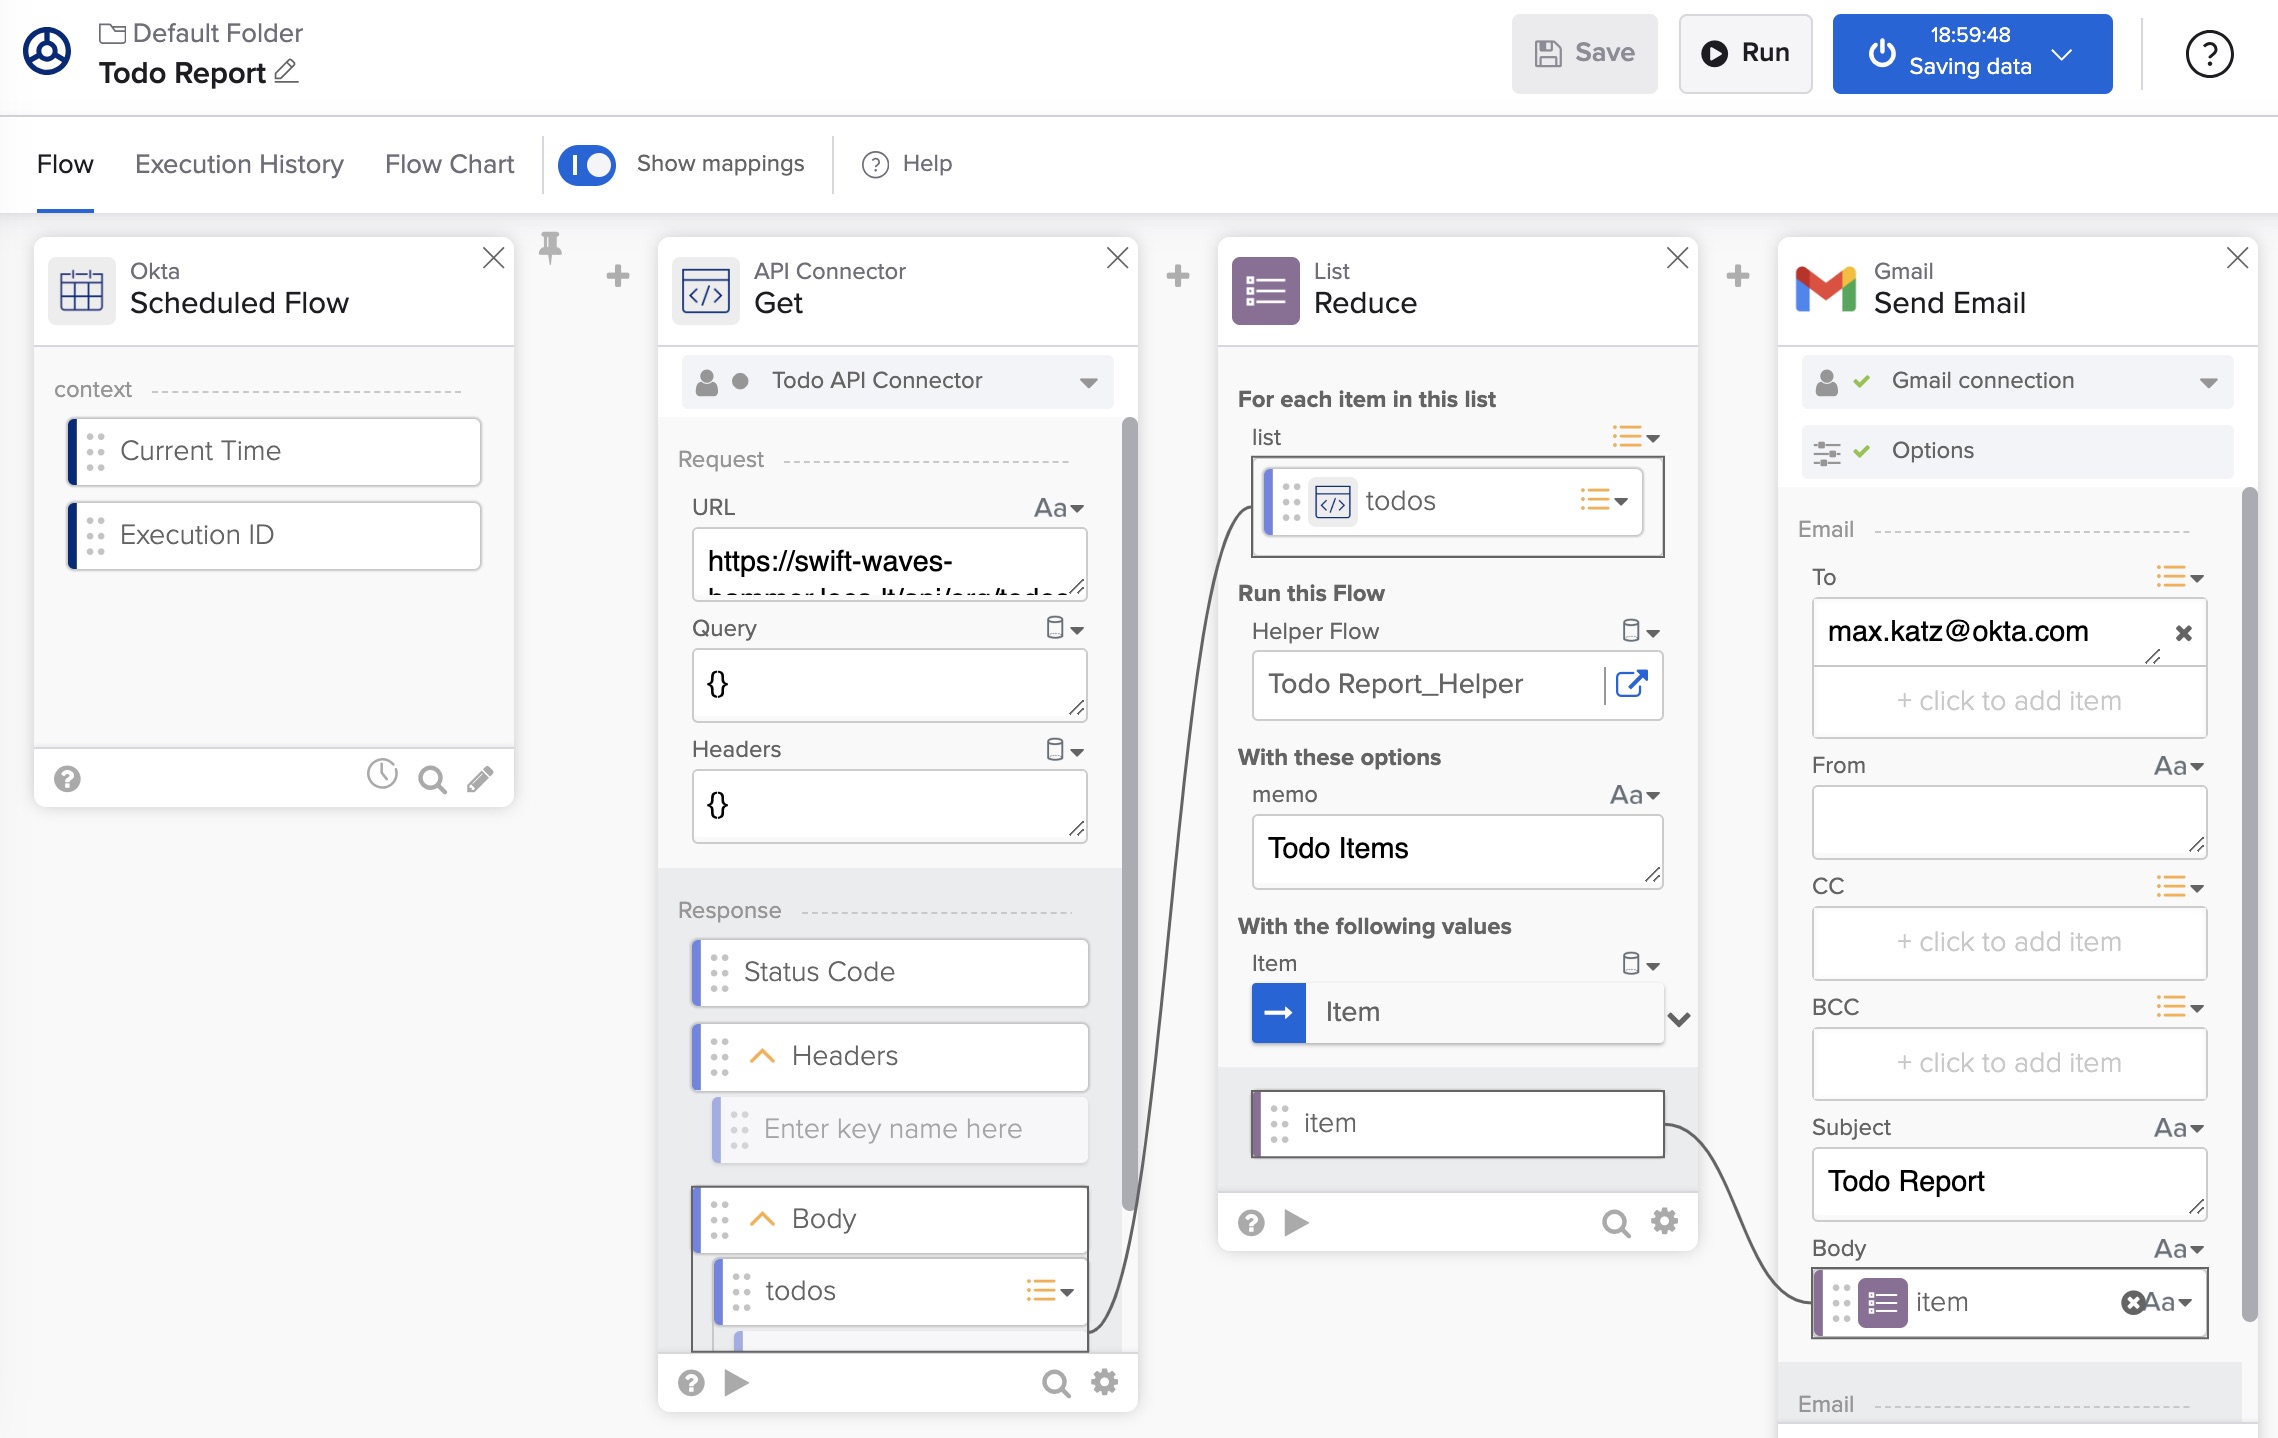 Default Folder
Todo Report
Save
Run
18:59:48
Saving data
Flow
Execution History
Flow Chart
Show mappings
Help
Okta
Scheduled Flow
context
Current Time
Execution ID
API Connector
Get
Todo API Connector
Request
URL
Aa
https://swift-waves-
Query
{}
Headers
{}
Response
Status Code
Headers
Enter key name here
Body
todos
List
Reduce
For each item in this list
list
todos
Run this Flow
Helper Flow
Todo Report_Helper
With these options
memo
Aa
Todo Items
With the following values
Item
Item
item
Gmail
Send Email
Gmail connection
Options
Email
To
max.katz@okta.com
+ click to add item
From
Aa
CC
+ click to add item
BCC
+ click to add item
Subject
Aa
Todo Report
Body
Aa
item
Aa
Email